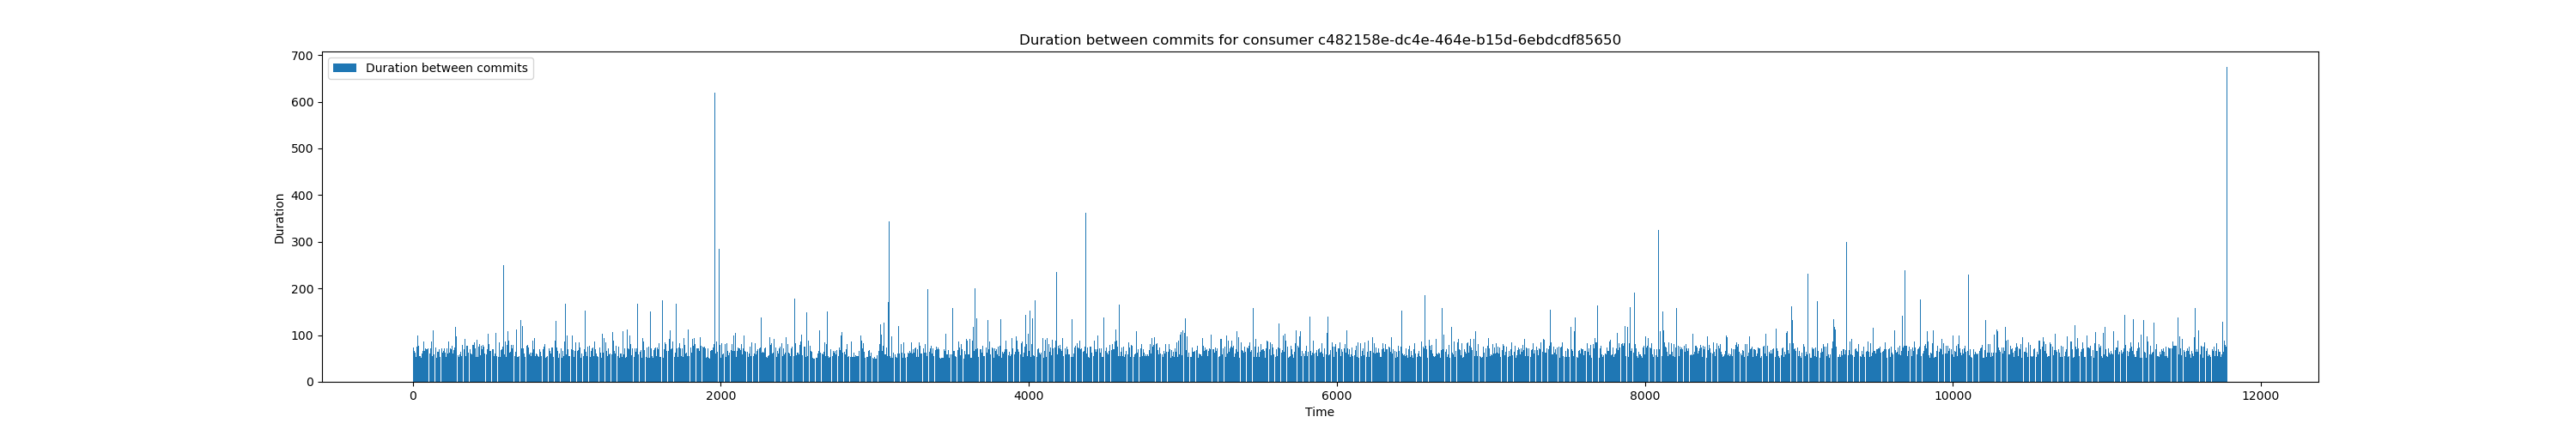 Duration between commits for consumer c482158e-dc4e-464e-b15d-6ebdcdf85650
Duration between commits
700
600
500
400
300
200
100
0
Duration
0 2000 4000 6000 8000 10000 12000
Time